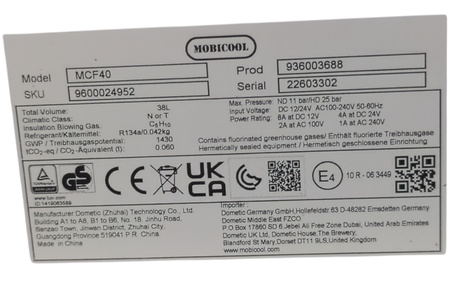 MOBICOOL
Model MCF40 Prod 936003688
SKU 9600024952 Serial 22603302
Total Volume: 38L
Climatic Class: N or T
Insulation Blowing Gas: C5H10
Refrigerant/Kältemittel: R134a/0.042kg
GWP / Treibhauspotential: 1430
tCO2-eq / CO2-Äquivalent (t): 0.060
Max. Pressure: ND 11 bar/HD 25 bar
Input Voltage: DC 12/24V AC100-240V 50-60Hz
Power Rating: 8A at DC 12V 4A at DC 24V
2A at AC 100V 1A at AC 240V
Contains fluorinated greenhouse gases/ Enthält fluorierte Treibhausgase
Hermetically sealed equipment / Hermetisch geschlossene Einrichtung
TÜV GS CE UK CA E4 10 R - 06.3449
www.tuv.com
Manufacturer: Dometic (Zhuhai) Technology Co., Ltd.
Building A1 to A8, B1 to B6, No. 18, Jinhu Road,
Sanzao Town, Jinwan District, Zhuhai City,
Guangdong Province 519041 P.R. China
Made in China
Importer:
Dometic Germany GmbH,Hollefeldstr. 63 D-48282 Emsdetten Germany
Dometic Middle East FZCO
P.O.Box 17860 S-D 6 Jebel Ali Free Zone Dubai, United Arab Emirates
Dometic UK Ltd, Dometic House, The Brewery,
Blandford St Mary,Dorset DT11 9LS,United Kingdom
www.mobicool.com